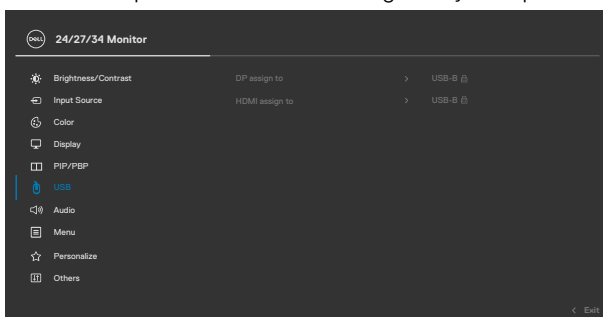 DELL 24/27/34 Monitor
Brightness/Contrast DP assign to > USB-B
Input Source HDMI assign to > USB-B
Color
Display
PIP/PBP
USB
Audio
Menu
Personalize
Others
< Exit